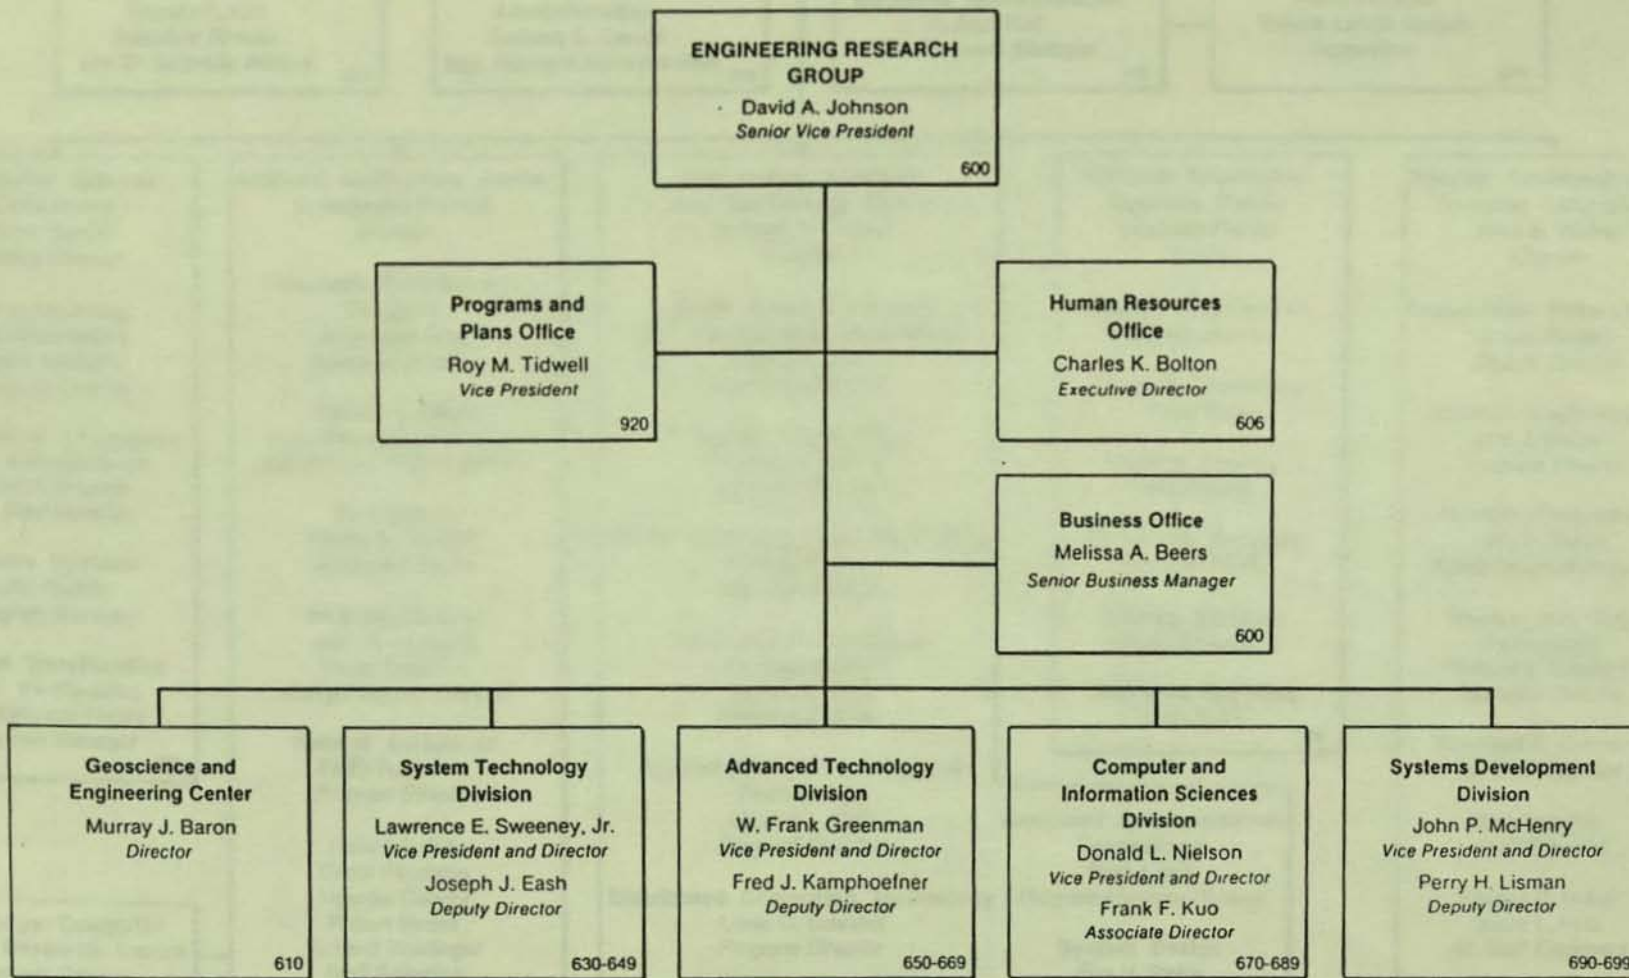 ENGINEERING RESEARCH
GROUP
David A. Johnson
Senior Vice President
600
Programs and
Plans Office
Roy M. Tidwell
Vice President
920
Human Resources
Office
Charles K. Bolton
Executive Director
606
Business Office
Melissa A. Beers
Senior Business Manager
600
Geoscience and
Engineering Center
Murray J. Baron
Director
610
System Technology
Division
Lawrence E. Sweeney, Jr.
Vice President and Director
Joseph J. Eash
Deputy Director
630-649
Advanced Technology
Division
W. Frank Greenman
Vice President and Director
Fred J. Kamphoefner
Deputy Director
650-669
Computer and
Information Sciences
Division
Donald L. Nielson
Vice President and Director
Frank F. Kuo
Associate Director
670-689
Systems Development
Division
John P. McHenry
Vice President and Director
Perry H. Lisman
Deputy Director
690-699